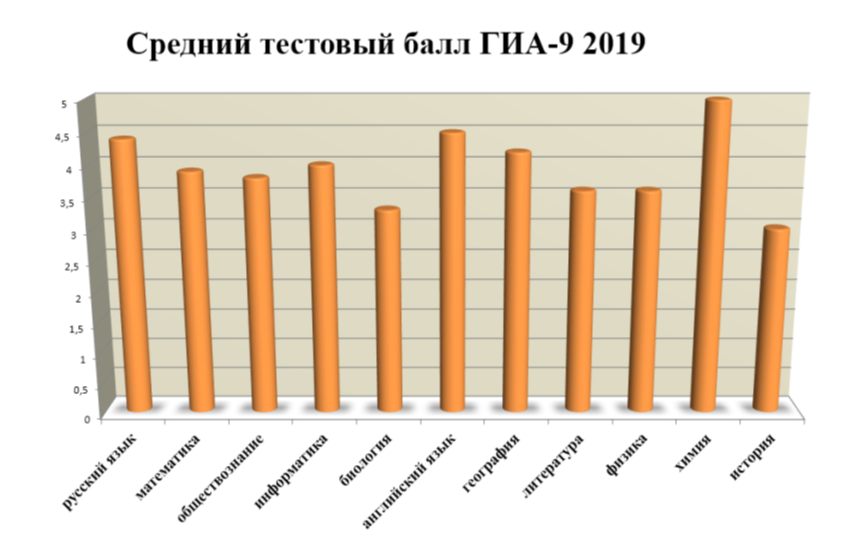 Средний тестовый балл ГИА-9 2019
5
4,5
4
3,5
3
2,5
2
1,5
1
0,5
0
русский язык
математика
обществознание
информатика
биология
английский язык
география
литература
физика
химия
история